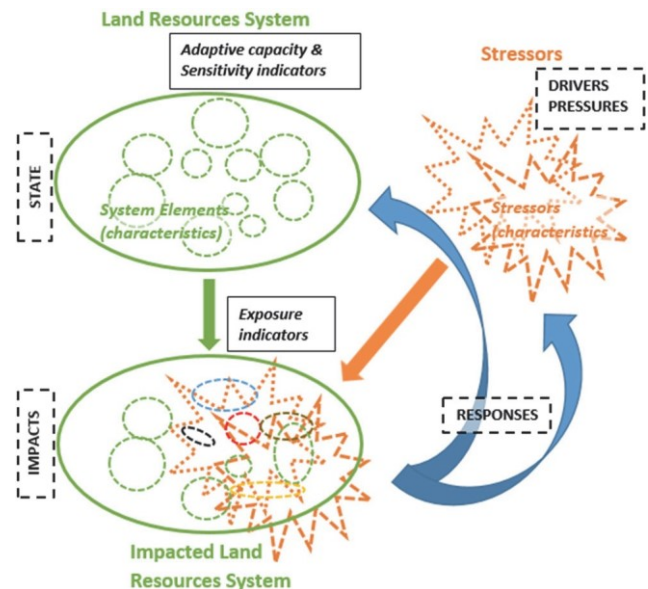 Land Resources System
Adaptive capacity &
Sensitivity indicators
Stressors
DRIVERS
PRESSURES
STATE
System Elements
(characteristics)
Stressors
(characteristics
Exposure
indicators
IMPACTS
RESPONSES
Impacted Land
Resources System